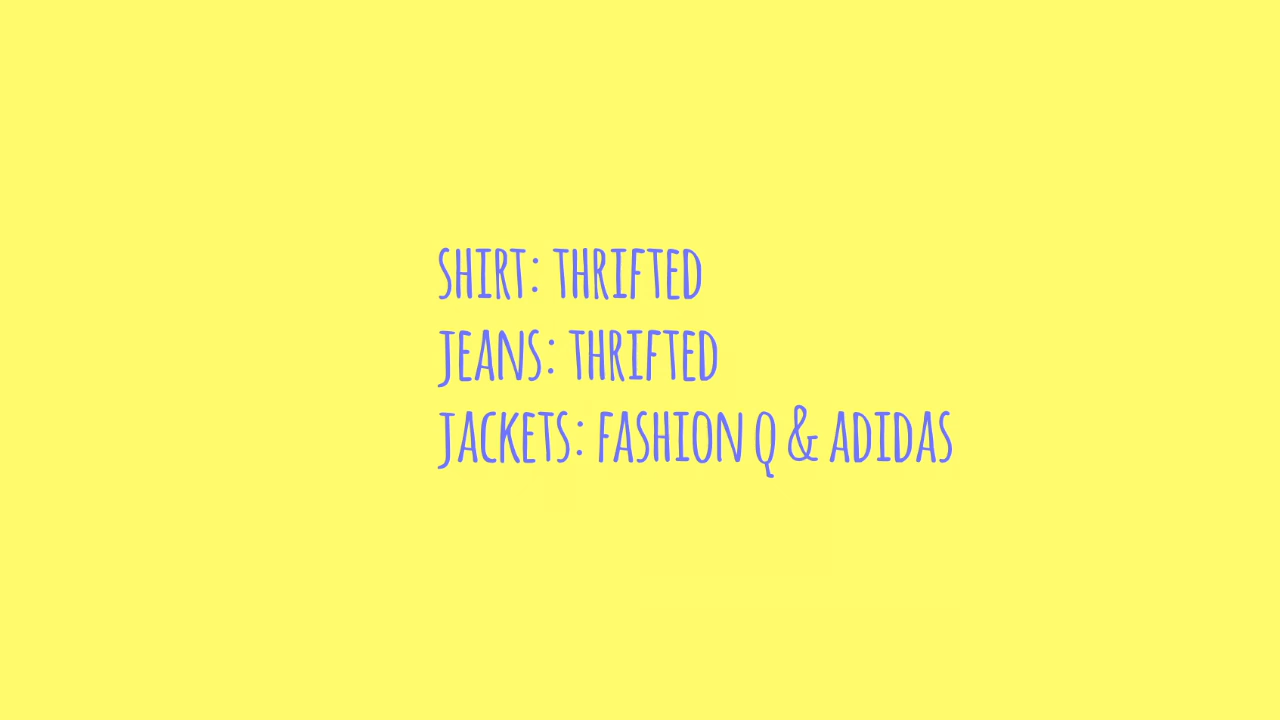 SHIRT: THRIFTED
JEANS: THRIFTED
JACKETS: FASHION Q & ADIDAS